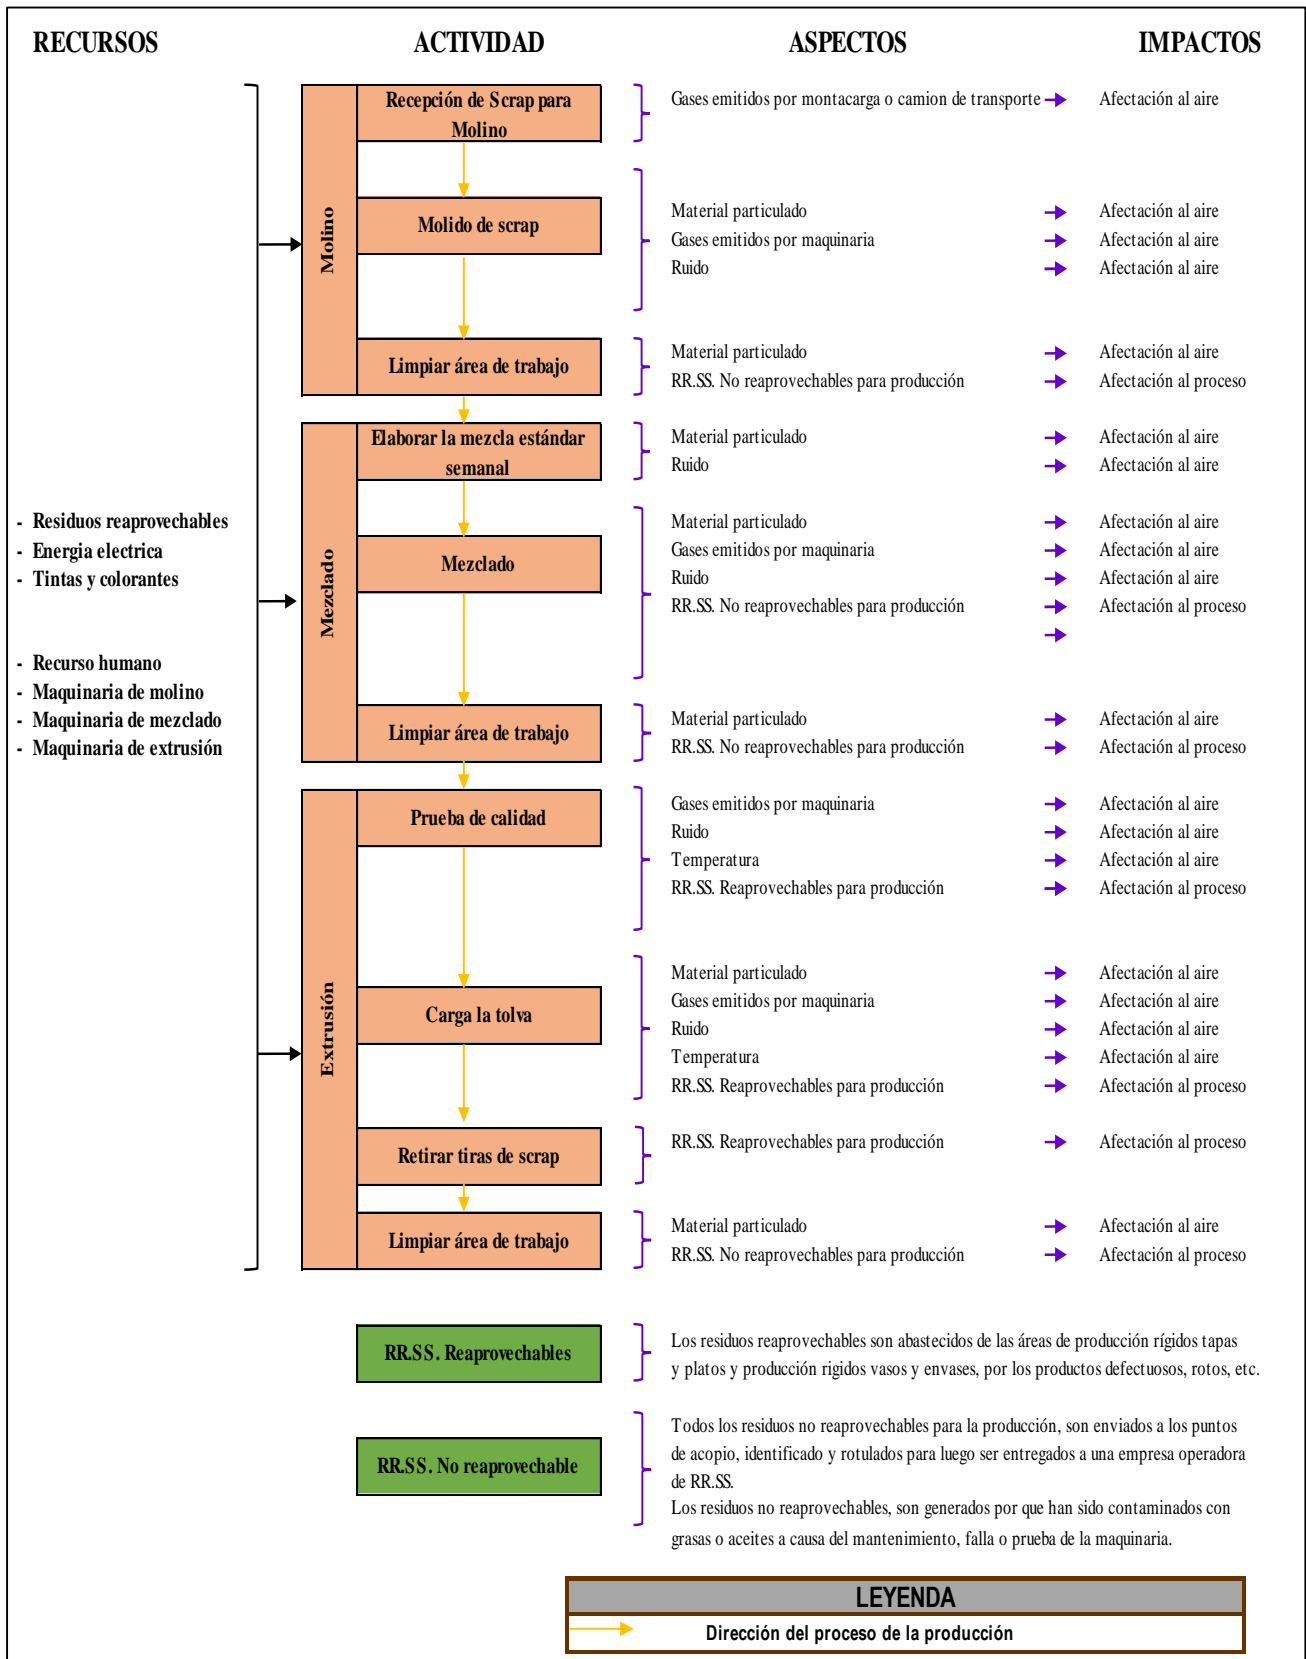 RECURSOS ACTIVIDAD ASPECTOS IMPACTOS
Recepción de Scrap para
Molino
Gases emitidos por montacarga o camion de transporte Afectación al aire
Molino
Molido de scrap
Material particulado Afectación al aire
Gases emitidos por maquinaria Afectación al aire
Ruido Afectación al aire
Limpiar área de trabajo
Material particulado Afectación al aire
RR.SS. No reaprovechables para producción Afectación al proceso
Elaborar la mezcla estándar
semanal
Material particulado Afectación al aire
Ruido Afectación al aire
- Residuos reaprovechables
- Energia electrica
- Tintas y colorantes
- Recurso humano
- Maquinaria de molino
- Maquinaria de mezclado
- Maquinaria de extrusión
Mezclado
Mezclado
Material particulado Afectación al aire
Gases emitidos por maquinaria Afectación al aire
Ruido Afectación al aire
RR.SS. No reaprovechables para producción Afectación al proceso
Limpiar área de trabajo
Material particulado Afectación al aire
RR.SS. No reaprovechables para producción Afectación al proceso
Prueba de calidad
Gases emitidos por maquinaria Afectación al aire
Ruido Afectación al aire
Temperatura Afectación al aire
RR.SS. Reaprovechables para producción Afectación al proceso
Extrusión
Carga la tolva
Material particulado Afectación al aire
Gases emitidos por maquinaria Afectación al aire
Ruido Afectación al aire
Temperatura Afectación al aire
RR.SS. Reaprovechables para producción Afectación al proceso
Retirar tiras de scrap
RR.SS. Reaprovechables para producción Afectación al proceso
Limpiar área de trabajo
Material particulado Afectación al aire
RR.SS. No reaprovechables para producción Afectación al proceso
RR.SS. Reaprovechables
Los residuos reaprovechables son abastecidos de las áreas de producción rígidos tapas
y platos y producción rigidos vasos y envases, por los productos defectuosos, rotos, etc.
RR.SS. No reaprovechable
Todos los residuos no reaprovechables para la producción, son enviados a los puntos
de acopio, identificado y rotulados para luego ser entregados a una empresa operadora
de RR.SS.
Los residuos no reaprovechables, son generados por que han sido contaminados con
grasas o aceites a causa del mantenimiento, falla o prueba de la maquinaria.
LEYENDA
Dirección del proceso de la producción